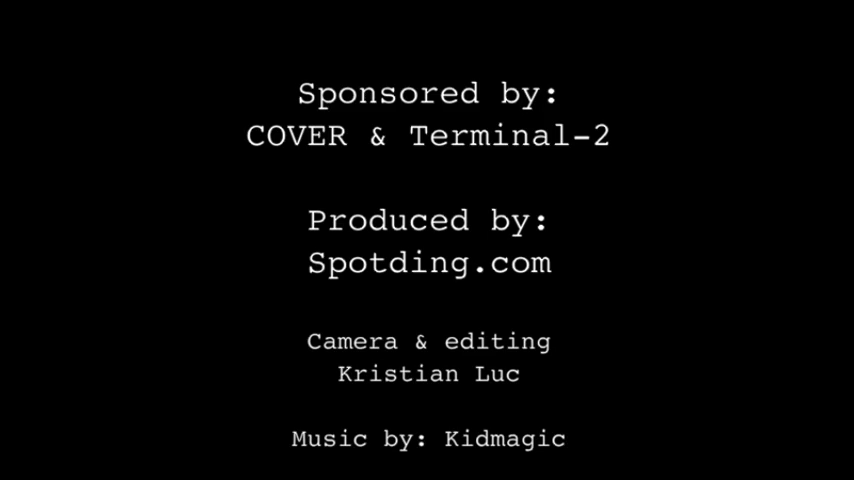 Sponsored by:
COVER & Terminal-2
Produced by:
Spotding.com
Camera & editing
Kristian Luc
Music by: Kidmagic